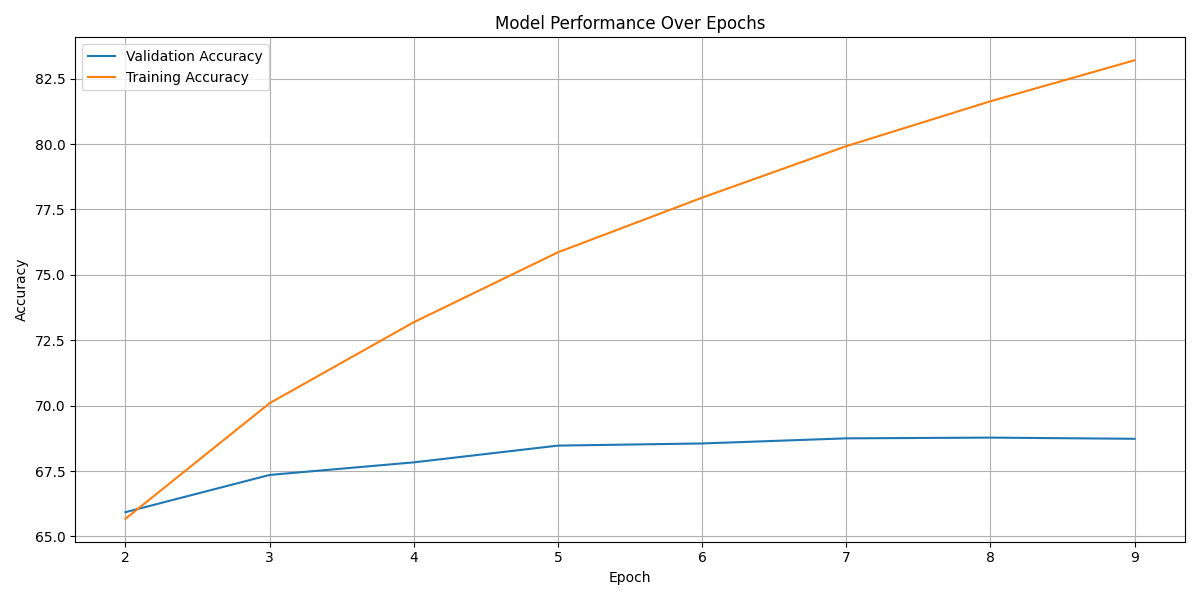 Model Performance Over Epochs
Validation Accuracy
Training Accuracy
82.5
80.0
77.5
75.0
72.5
70.0
67.5
65.0
Accuracy
2 3 4 5 6 7 8 9
Epoch